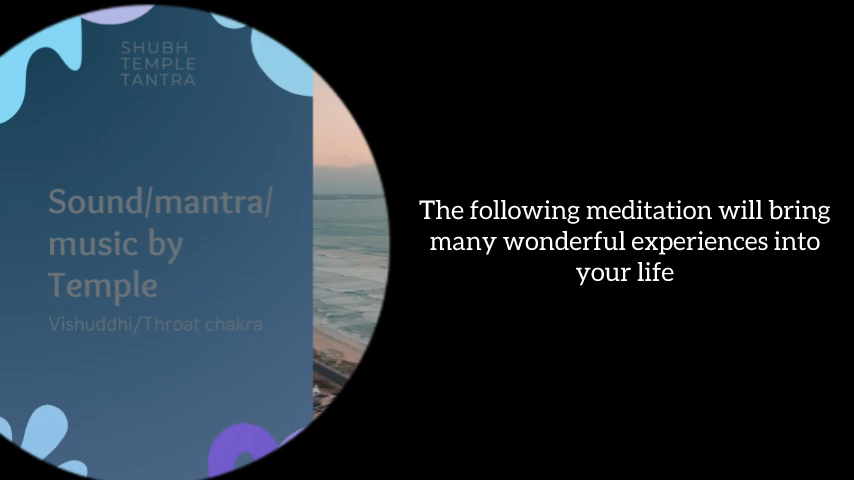 SHUBH
TEMPLE
TANTRA
Sound/mantra/
music by
Temple
Vishuddhi/Throat chakra
The following meditation will bring
many wonderful experiences into
your life